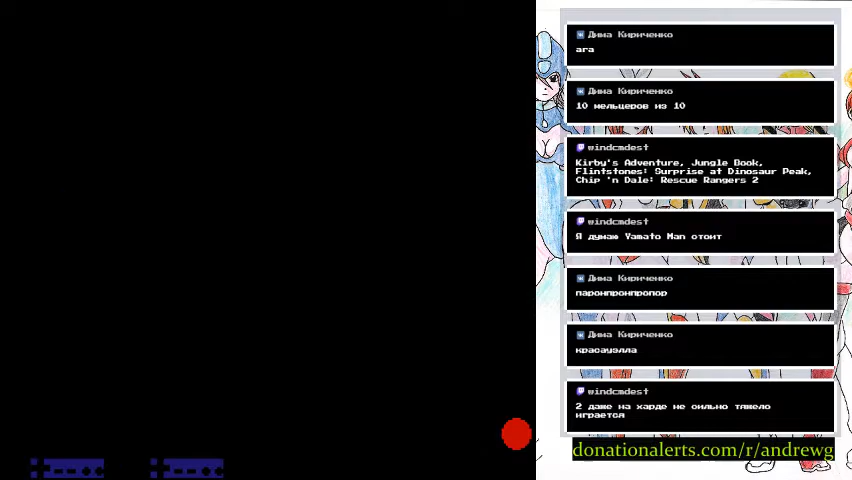 Дима Кириченко
ага
Дима Кириченко
10 мельцеров из 10
windcmdest
Kirby's Adventure, Jungle Book,
Flintstones: Surprise at Dinosaur Peak,
Chip 'n Dale: Rescue Rangers 2
windcmdest
Я думаю Yamato Man стоит
Дима Кириченко
паронпронпропор
Дима Кириченко
красауэлла
windcmdest
2 даже на харде не сильно тяжело
играется
donationalerts.com/r/andrewg